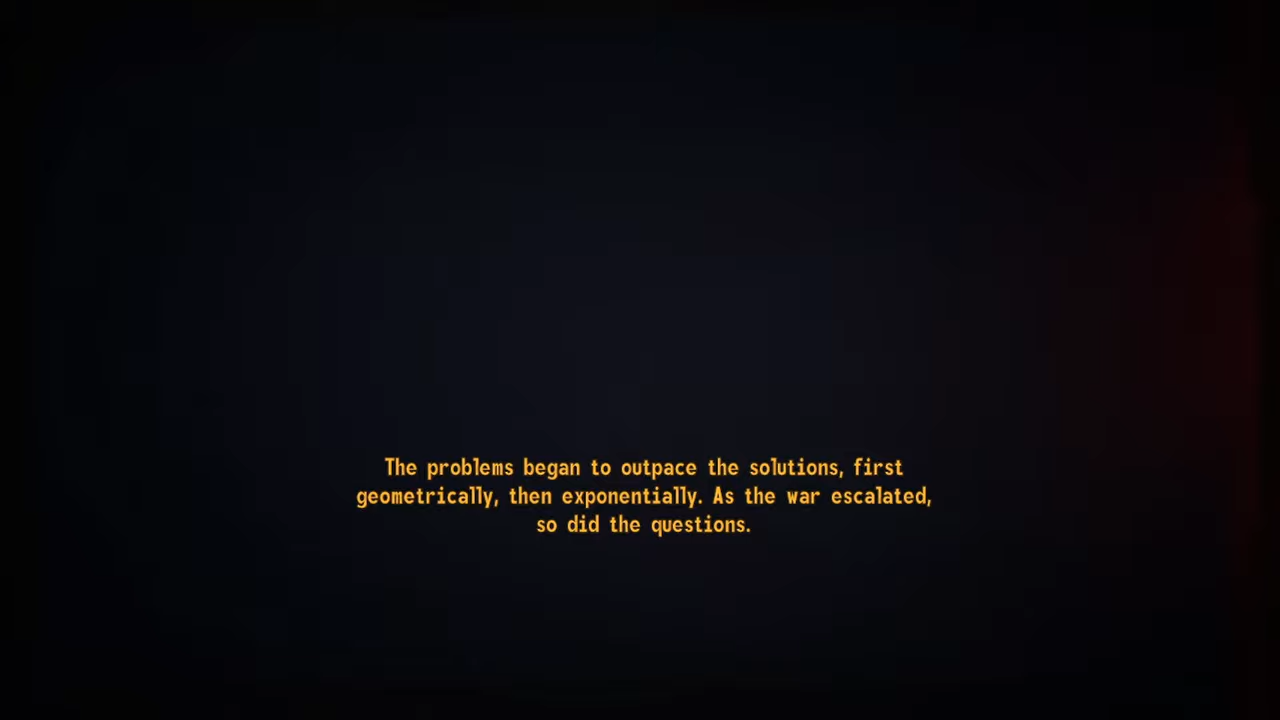 The problems began to outpace the solutions, first
geometrically, then exponentially. As the war escalated,
so did the questions.